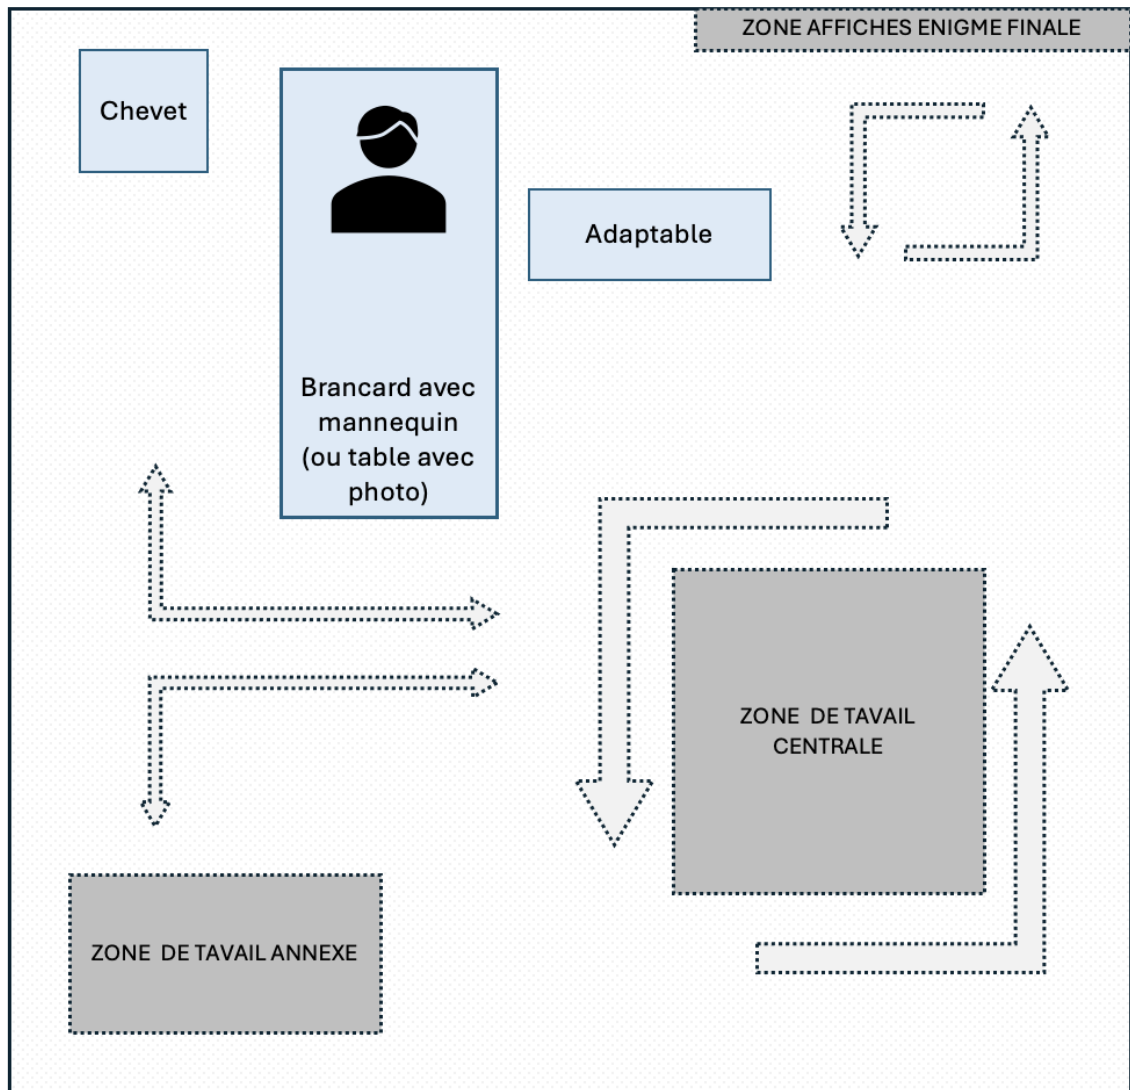 ZONE AFFICHES ENIGME FINALE
Chevet
Adaptable
Brancard avec
mannequin
(ou table avec
photo)
ZONE DE TAVAIL
CENTRALE
ZONE DE TAVAIL ANNEXE